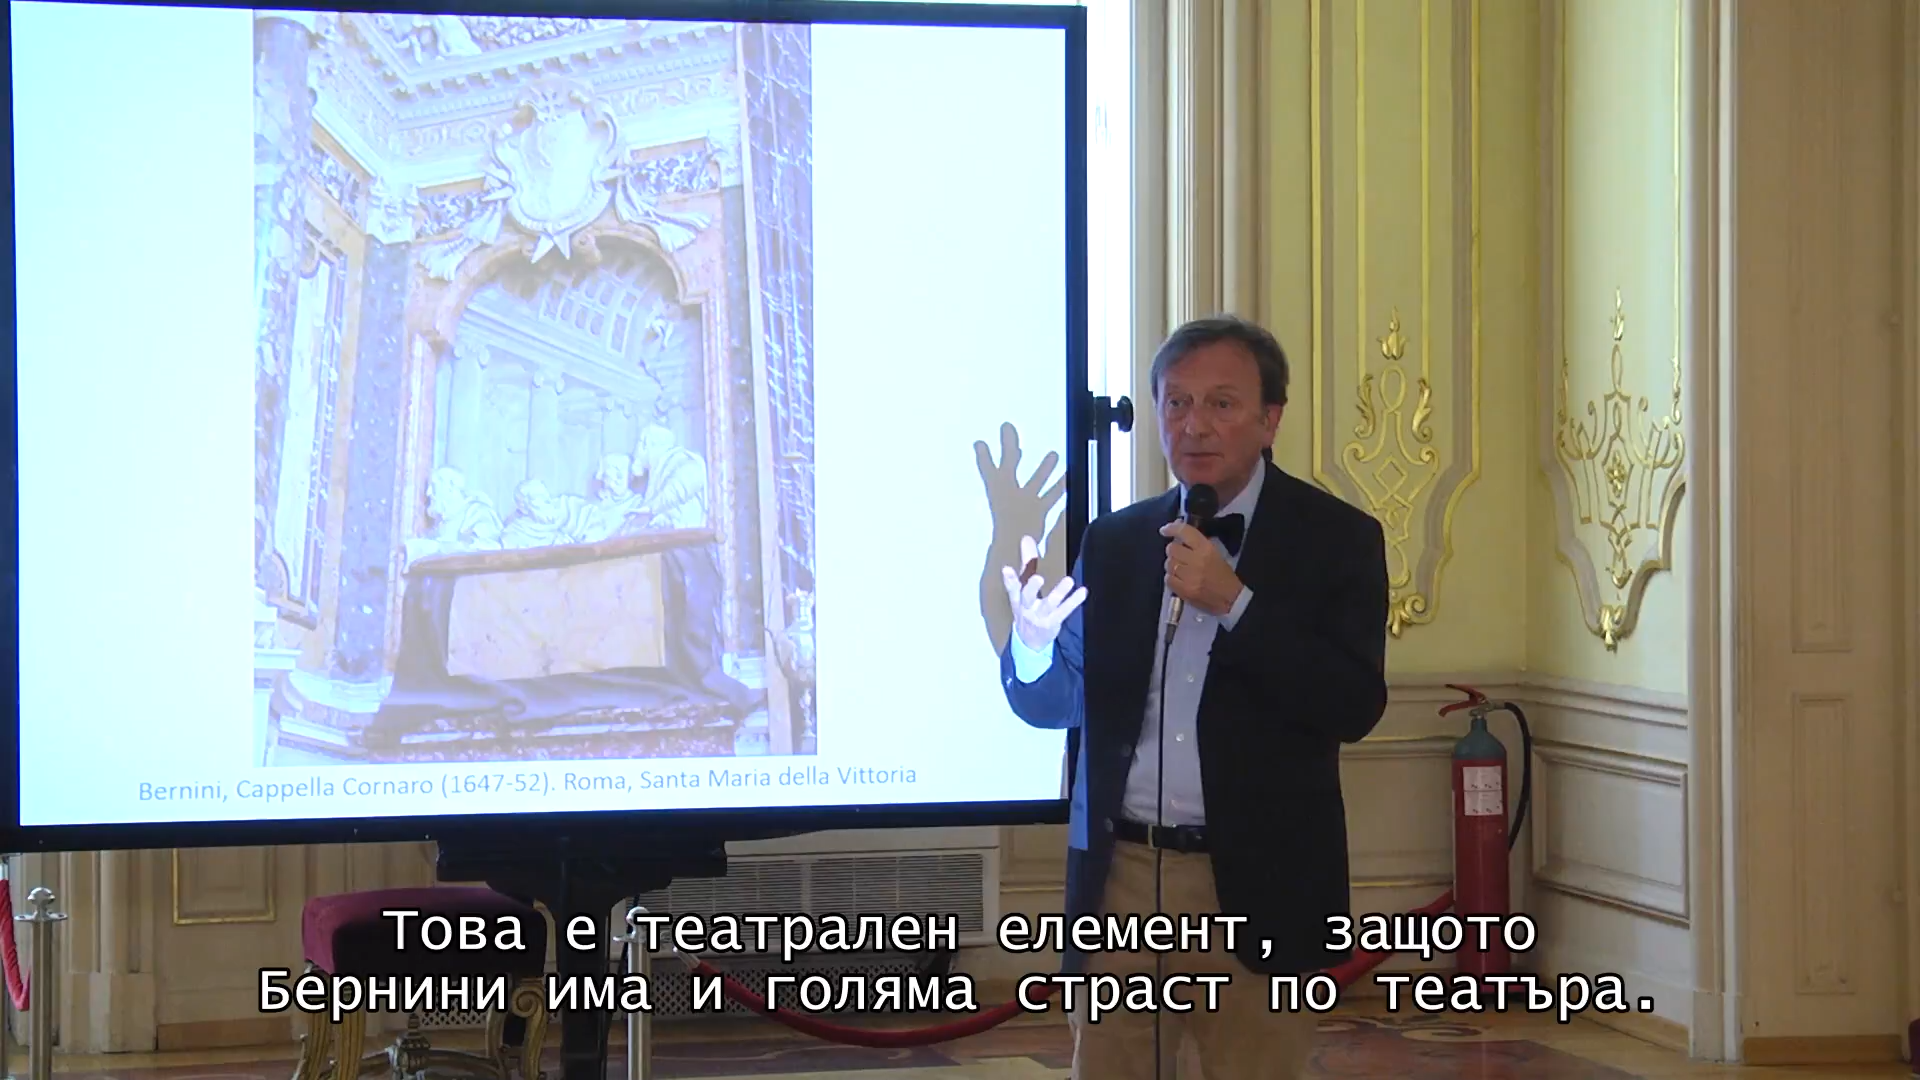 Bernini, Cappella Cornaro (1647-52). Roma, Santa Maria della Vittoria
Това е театрален елемент, защото
Бернини има и голяма страст по театъра.